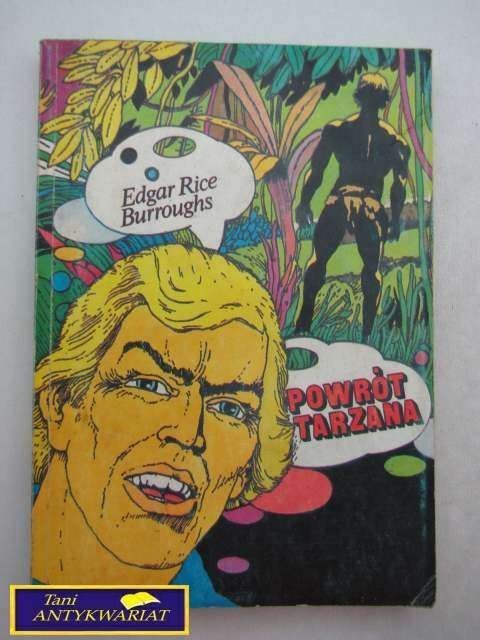 Edgar Rice
Burroughs
POWRÓT
TARZANA
Tani
ANTYKWARIAT